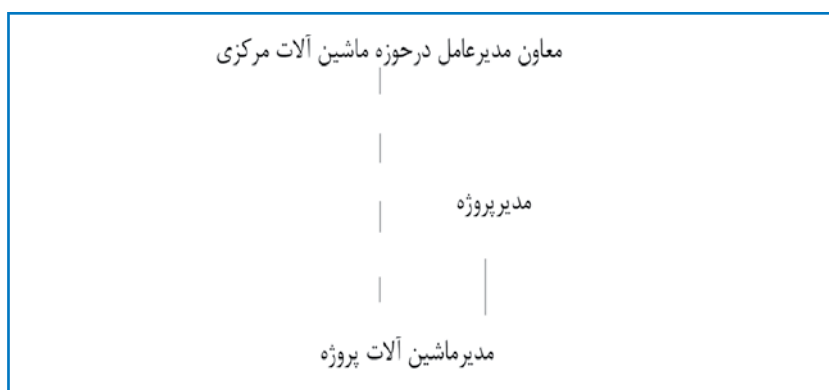 معاون مدیرعامل درحوزه ماشین آلات مرکزی
مدیرپروژه
مدیرماشین آلات پروژه